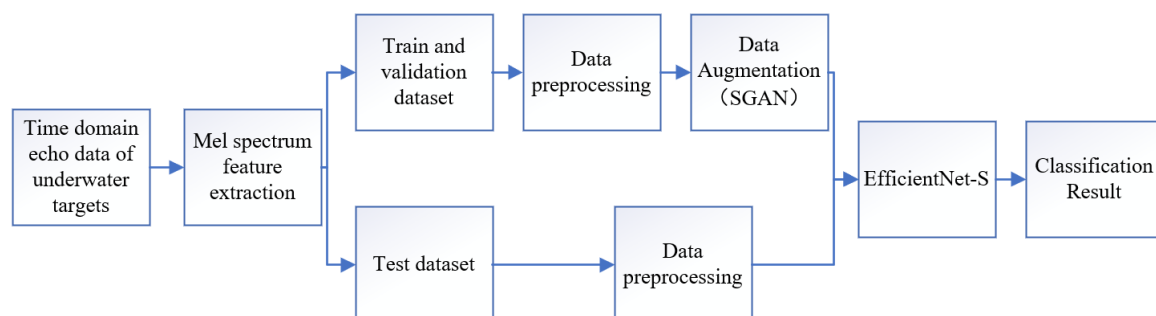 Time domain
echo data of
underwater
targets
Mel spectrum
feature
extraction
Train and
validation
dataset
Data
preprocessing
Data
Augmentation
（SGAN）
Test dataset
Data
preprocessing
EfficientNet-S
Classification
Result